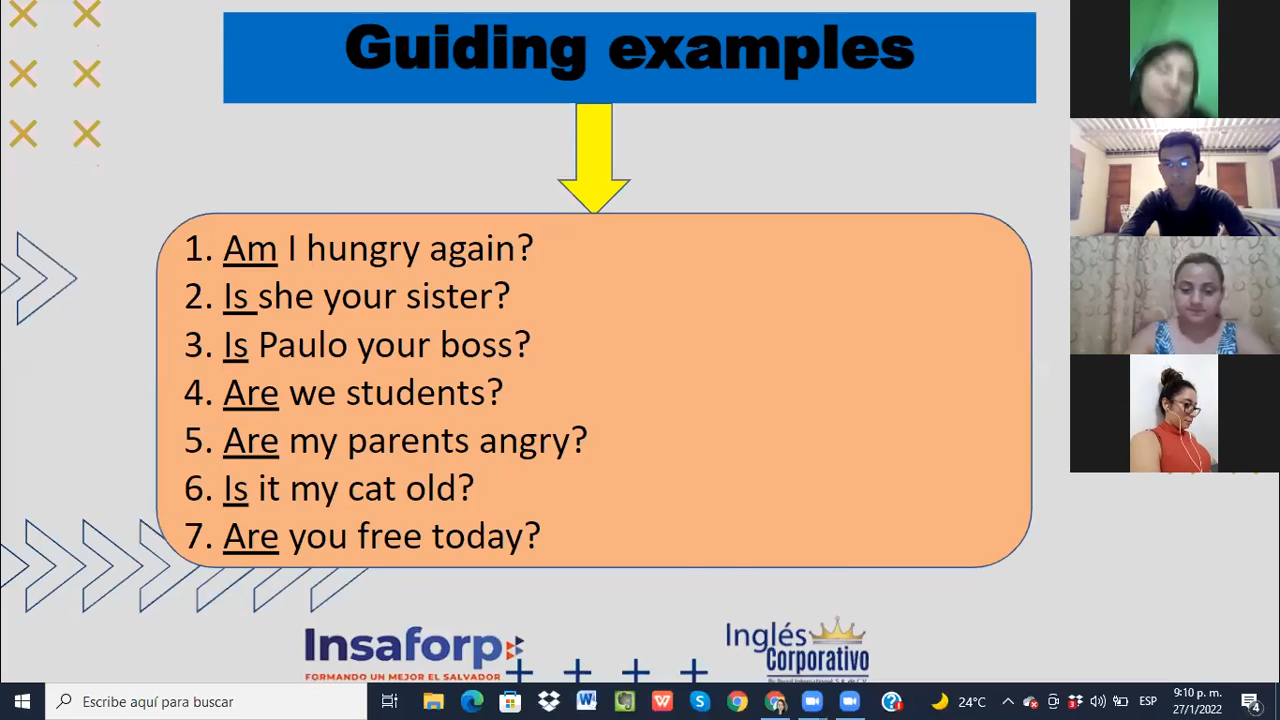 Guiding examples
1. Am I hungry again?
2. Is she your sister?
3. Is Paulo your boss?
4. Are we students?
5. Are my parents angry?
6. Is it my cat old?
7. Are you free today?
Insaforp
FORMANDO UN MEJOR EL SALVADOR
Inglés
Corporativo
Escribe aquí para buscar
24°C
ESP
9:10 p. m.
27/1/2022
4